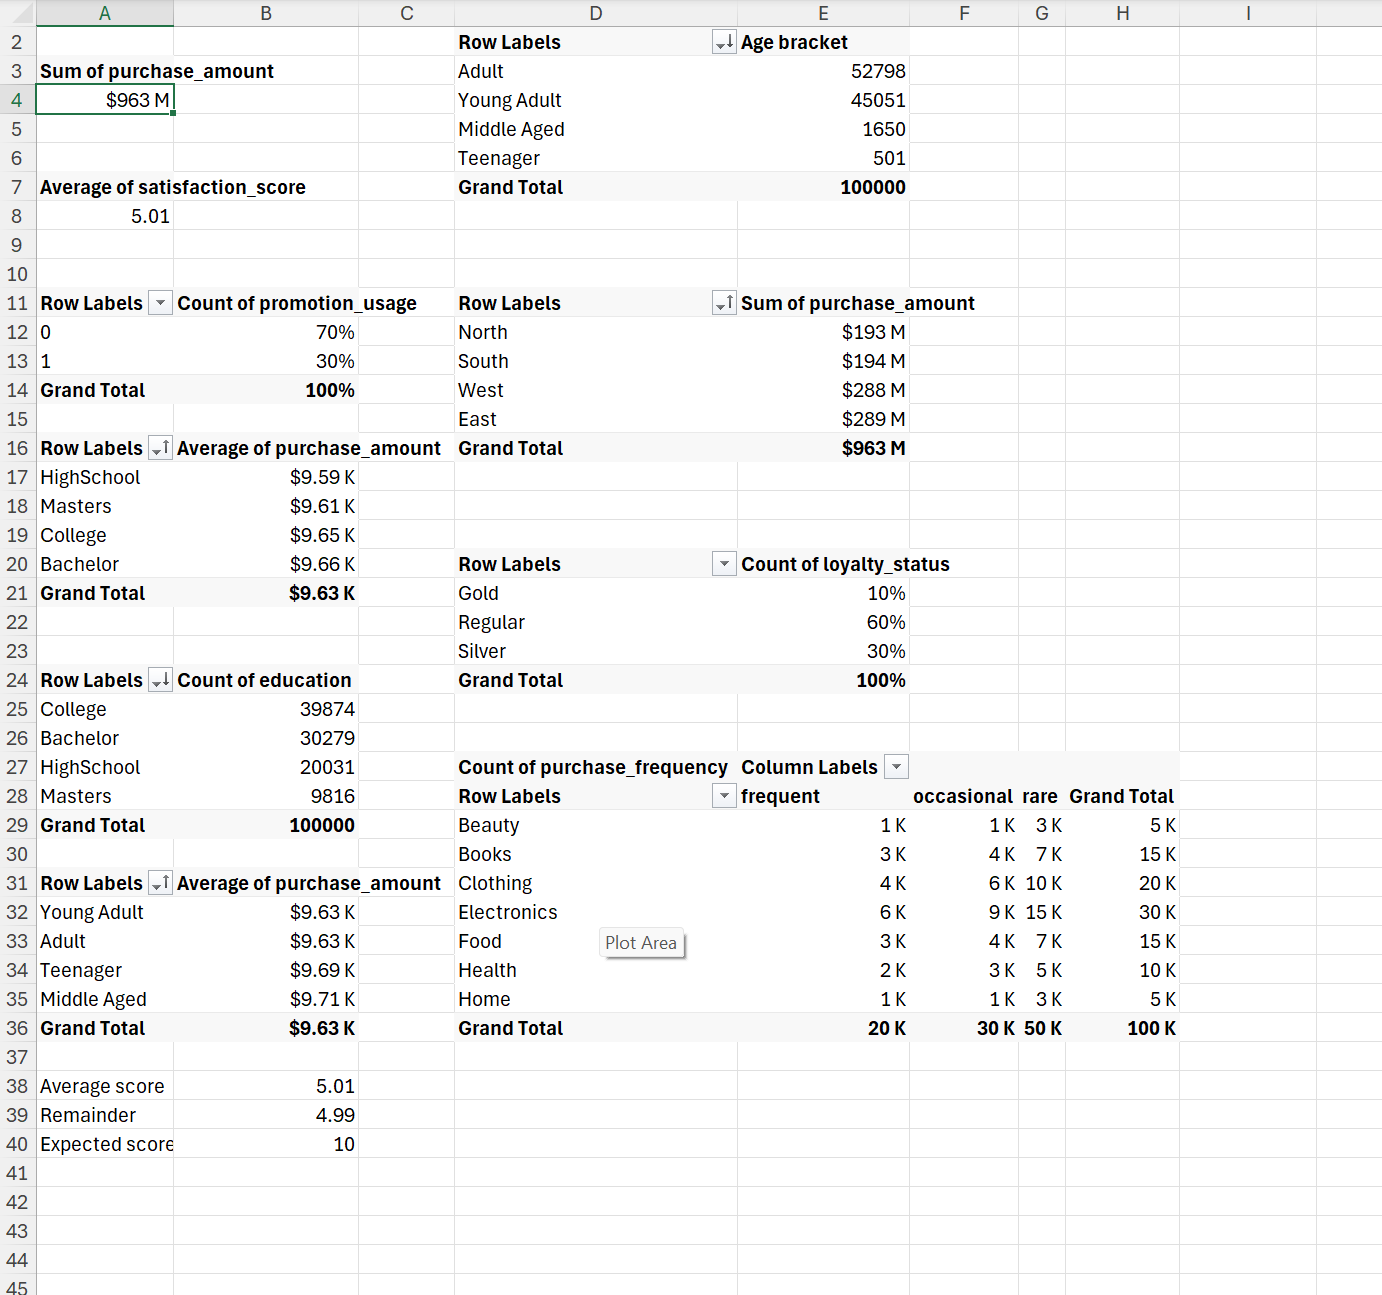 A B C D E F G H I
2 Row Labels Age bracket
3 Sum of purchase_amount Adult 52798
4 $963 M Young Adult 45051
5 Middle Aged 1650
6 Teenager 501
7 Average of satisfaction_score Grand Total 100000
8 5.01
9
10
11 Row Labels Count of promotion_usage Row Labels Sum of purchase_amount
12 0 70% North $193 M
13 1 30% South $194 M
14 Grand Total 100% West $288 M
15 East $289 M
16 Row Labels Average of purchase_amount Grand Total $963 M
17 HighSchool $9.59 K
18 Masters $9.61 K
19 College $9.65 K
20 Bachelor $9.66 K Row Labels Count of loyalty_status
21 Grand Total $9.63 K Gold 10%
22 Regular 60%
23 Silver 30%
24 Row Labels Count of education Grand Total 100%
25 College 39874
26 Bachelor 30279
27 HighSchool 20031 Count of purchase_frequency Column Labels
28 Masters 9816 Row Labels frequent occasional rare Grand Total
29 Grand Total 100000 Beauty 1 K 1 K 3 K 5 K
30 Books 3 K 4 K 7 K 15 K
31 Row Labels Average of purchase_amount Clothing 4 K 6 K 10 K 20 K
32 Young Adult $9.63 K Electronics 6 K 9 K 15 K 30 K
33 Adult $9.63 K Food Plot Area 3 K 4 K 7 K 15 K
34 Teenager $9.69 K Health 2 K 3 K 5 K 10 K
35 Middle Aged $9.71 K Home 1 K 1 K 3 K 5 K
36 Grand Total $9.63 K Grand Total 20 K 30 K 50 K 100 K
37
38 Average score 5.01
39 Remainder 4.99
40 Expected score 10
41
42
43
44
45